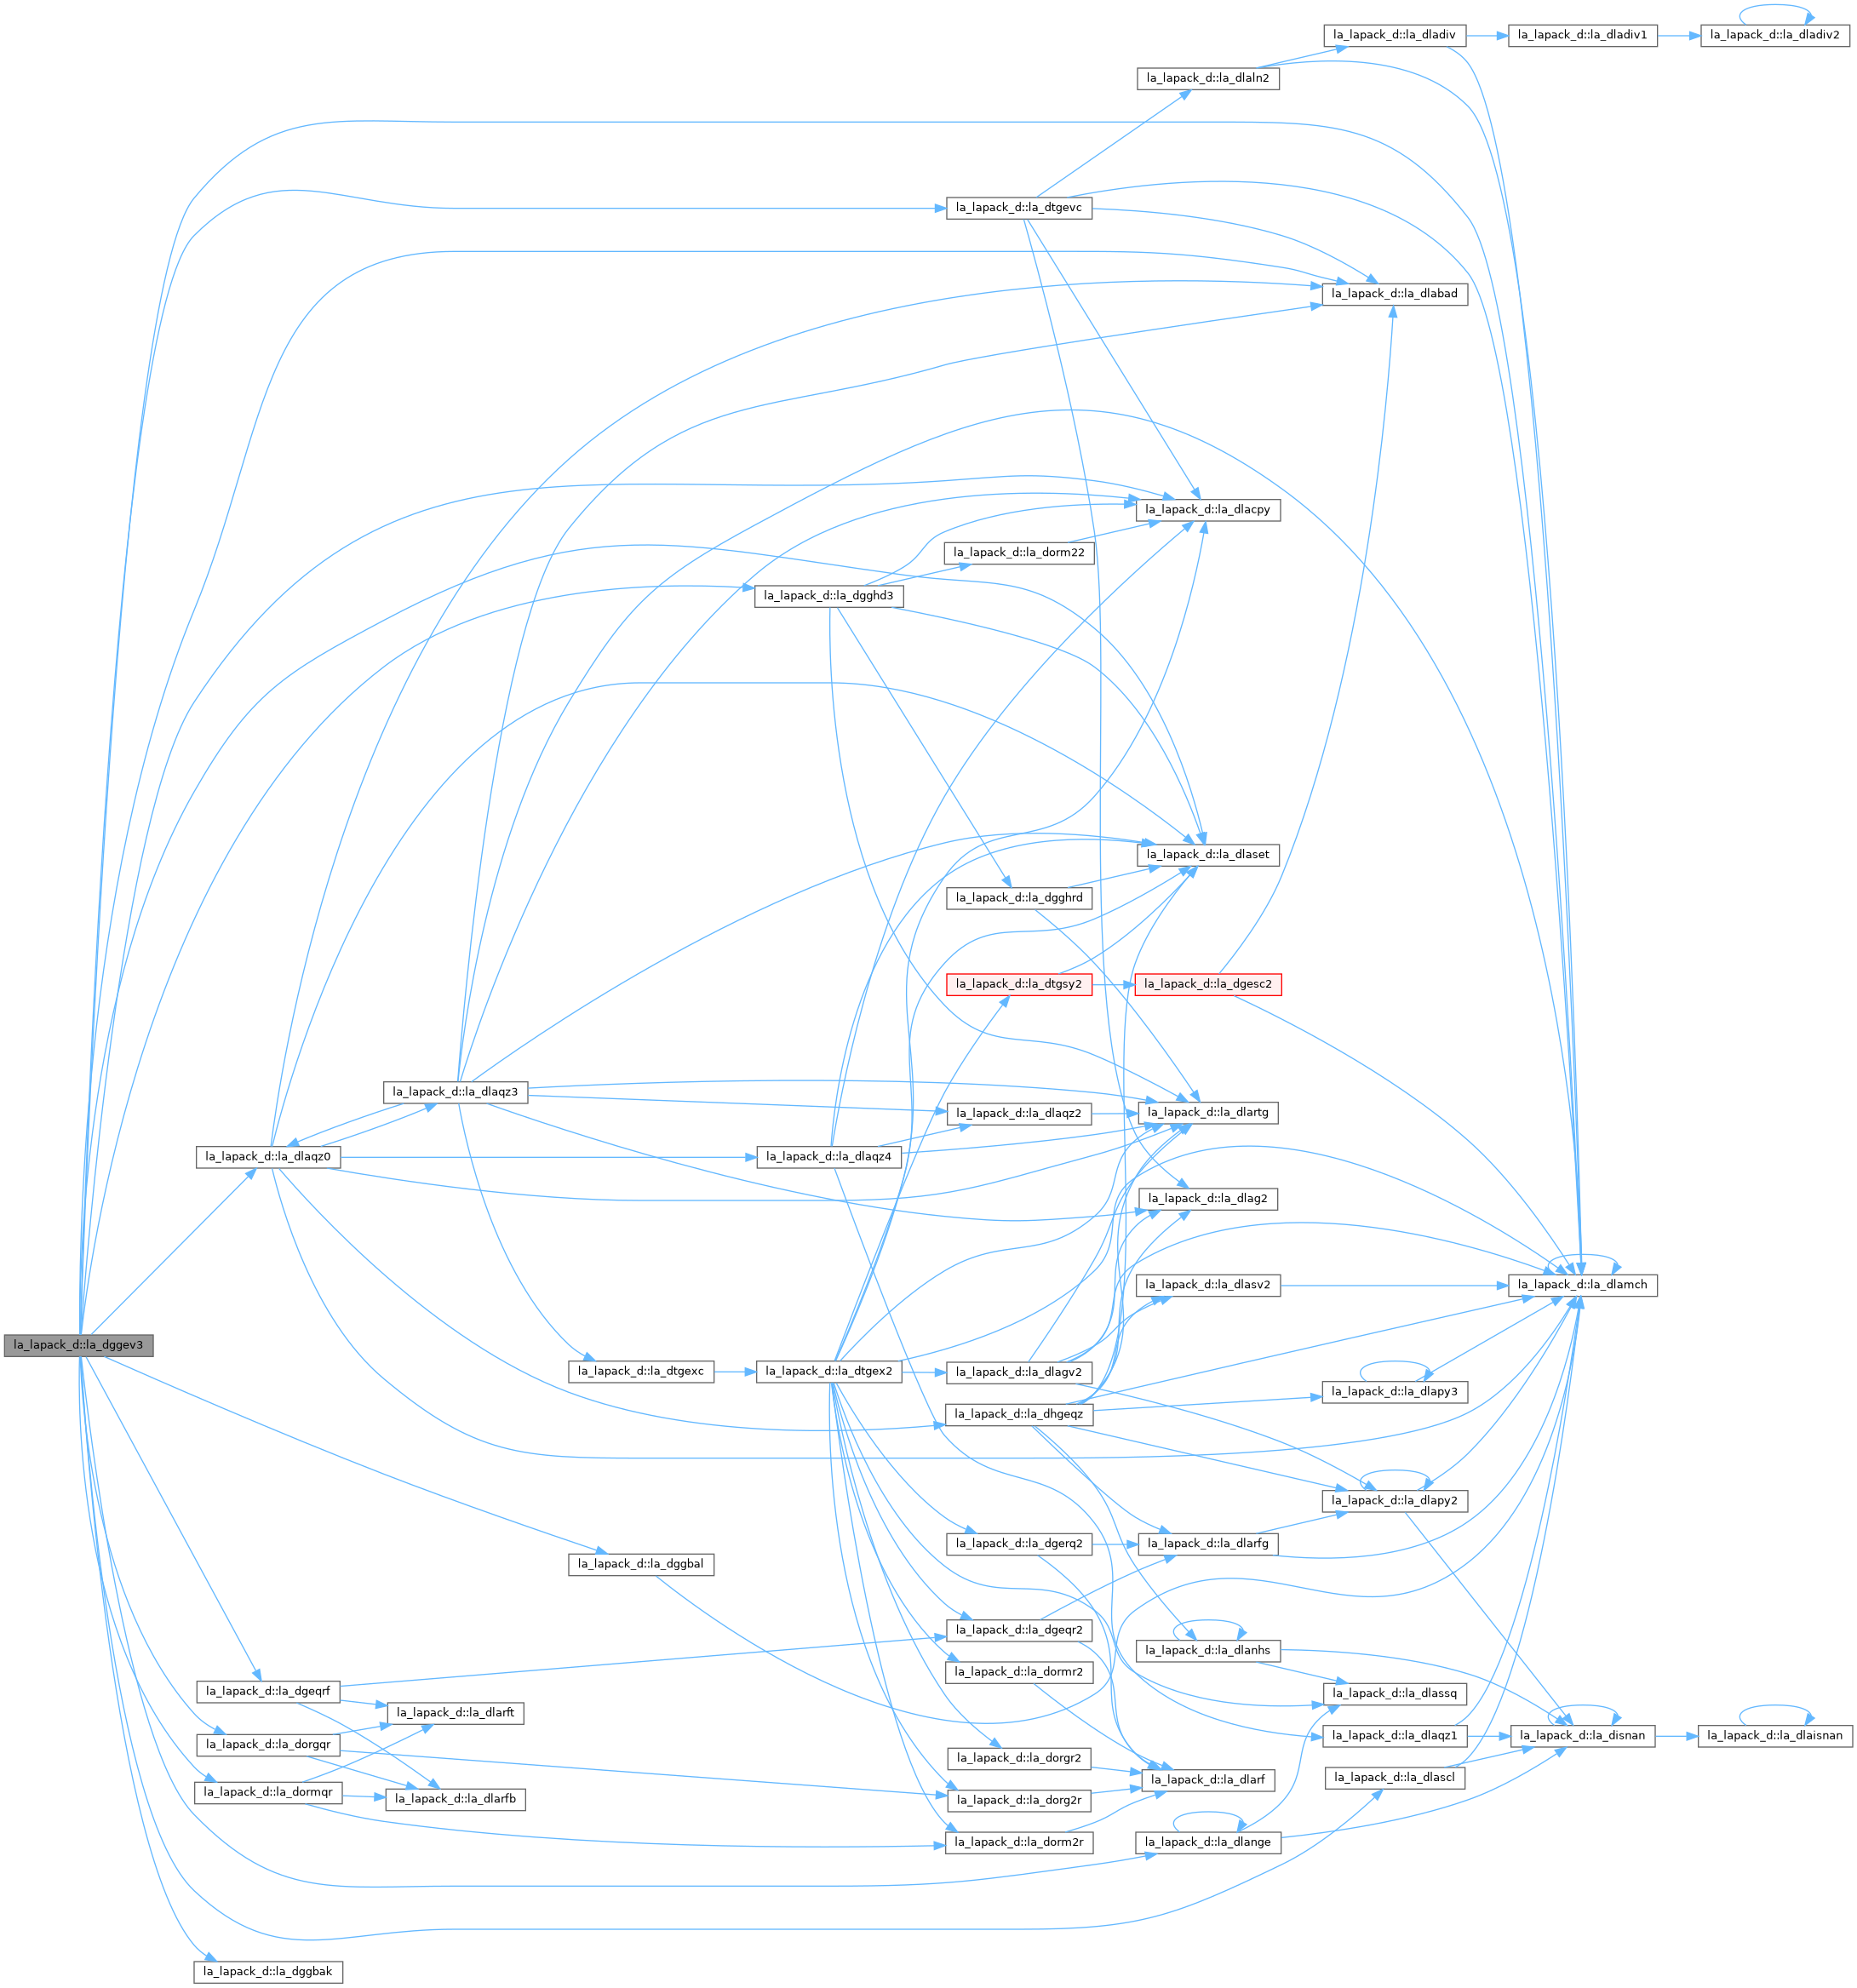 la_lapack_d::la_dladiv
la_lapack_d::la_dladiv1
la_lapack_d::la_dladiv2
la_lapack_d::la_dlaln2
la_lapack_d::la_dtgevc
la_lapack_d::la_dlabad
la_lapack_d::la_dlacpy
la_lapack_d::la_dorm22
la_lapack_d::la_dgghd3
la_lapack_d::la_dlaset
la_lapack_d::la_dgghrd
la_lapack_d::la_dtgsy2
la_lapack_d::la_dgesc2
la_lapack_d::la_dlaqz3
la_lapack_d::la_dlaqz2
la_lapack_d::la_dlartg
la_lapack_d::la_dlaqz0
la_lapack_d::la_dlaqz4
la_lapack_d::la_dlag2
la_lapack_d::la_dlasv2
la_lapack_d::la_dlamch
la_lapack_d::la_dggev3
la_lapack_d::la_dtgexc
la_lapack_d::la_dtgex2
la_lapack_d::la_dlagv2
la_lapack_d::la_dlapy3
la_lapack_d::la_dhgeqz
la_lapack_d::la_dlapy2
la_lapack_d::la_dgerq2
la_lapack_d::la_dlarfg
la_lapack_d::la_dggbal
la_lapack_d::la_dgeqr2
la_lapack_d::la_dlanhs
la_lapack_d::la_dormr2
la_lapack_d::la_dgeqrf
la_lapack_d::la_dlassq
la_lapack_d::la_dlarft
la_lapack_d::la_dlaqz1
la_lapack_d::la_disnan
la_lapack_d::la_dlaisnan
la_lapack_d::la_dorgqr
la_lapack_d::la_dorgr2
la_lapack_d::la_dlarf
la_lapack_d::la_dlascl
la_lapack_d::la_dormqr
la_lapack_d::la_dlarfb
la_lapack_d::la_dorg2r
la_lapack_d::la_dorm2r
la_lapack_d::la_dlange
la_lapack_d::la_dggbak